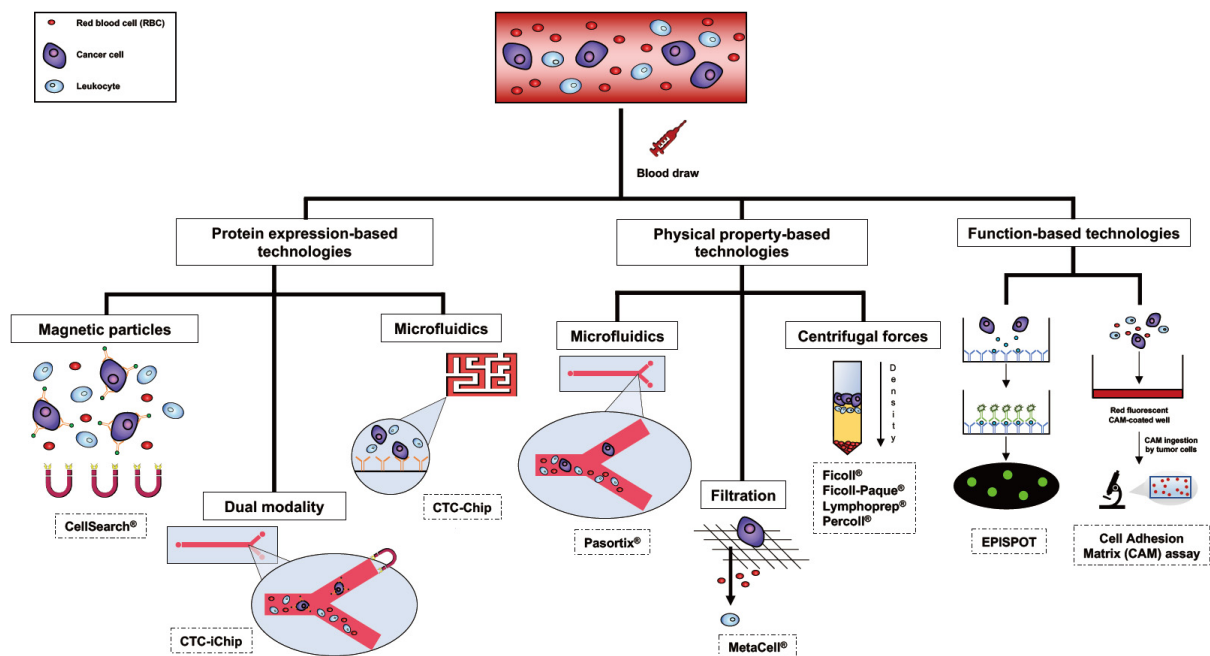 Red blood cell (RBC)
Cancer cell
Leukocyte
Blood draw
Protein expression-based
technologies
Physical property-based
technologies
Function-based technologies
Magnetic particles
Microfluidics
Microfluidics
Centrifugal forces
Density
Red fluorescent
CAM-coated well
CAM ingestion
by tumor cells
CellSearch®
Dual modality
CTC-Chip
Pasortix®
Filtration
Ficoll®
Ficoll-Paque®
Lymphoprep®
Percoll®
EPISPOT
Cell Adhesion
Matrix (CAM) assay
CTC-iChip
MetaCell®